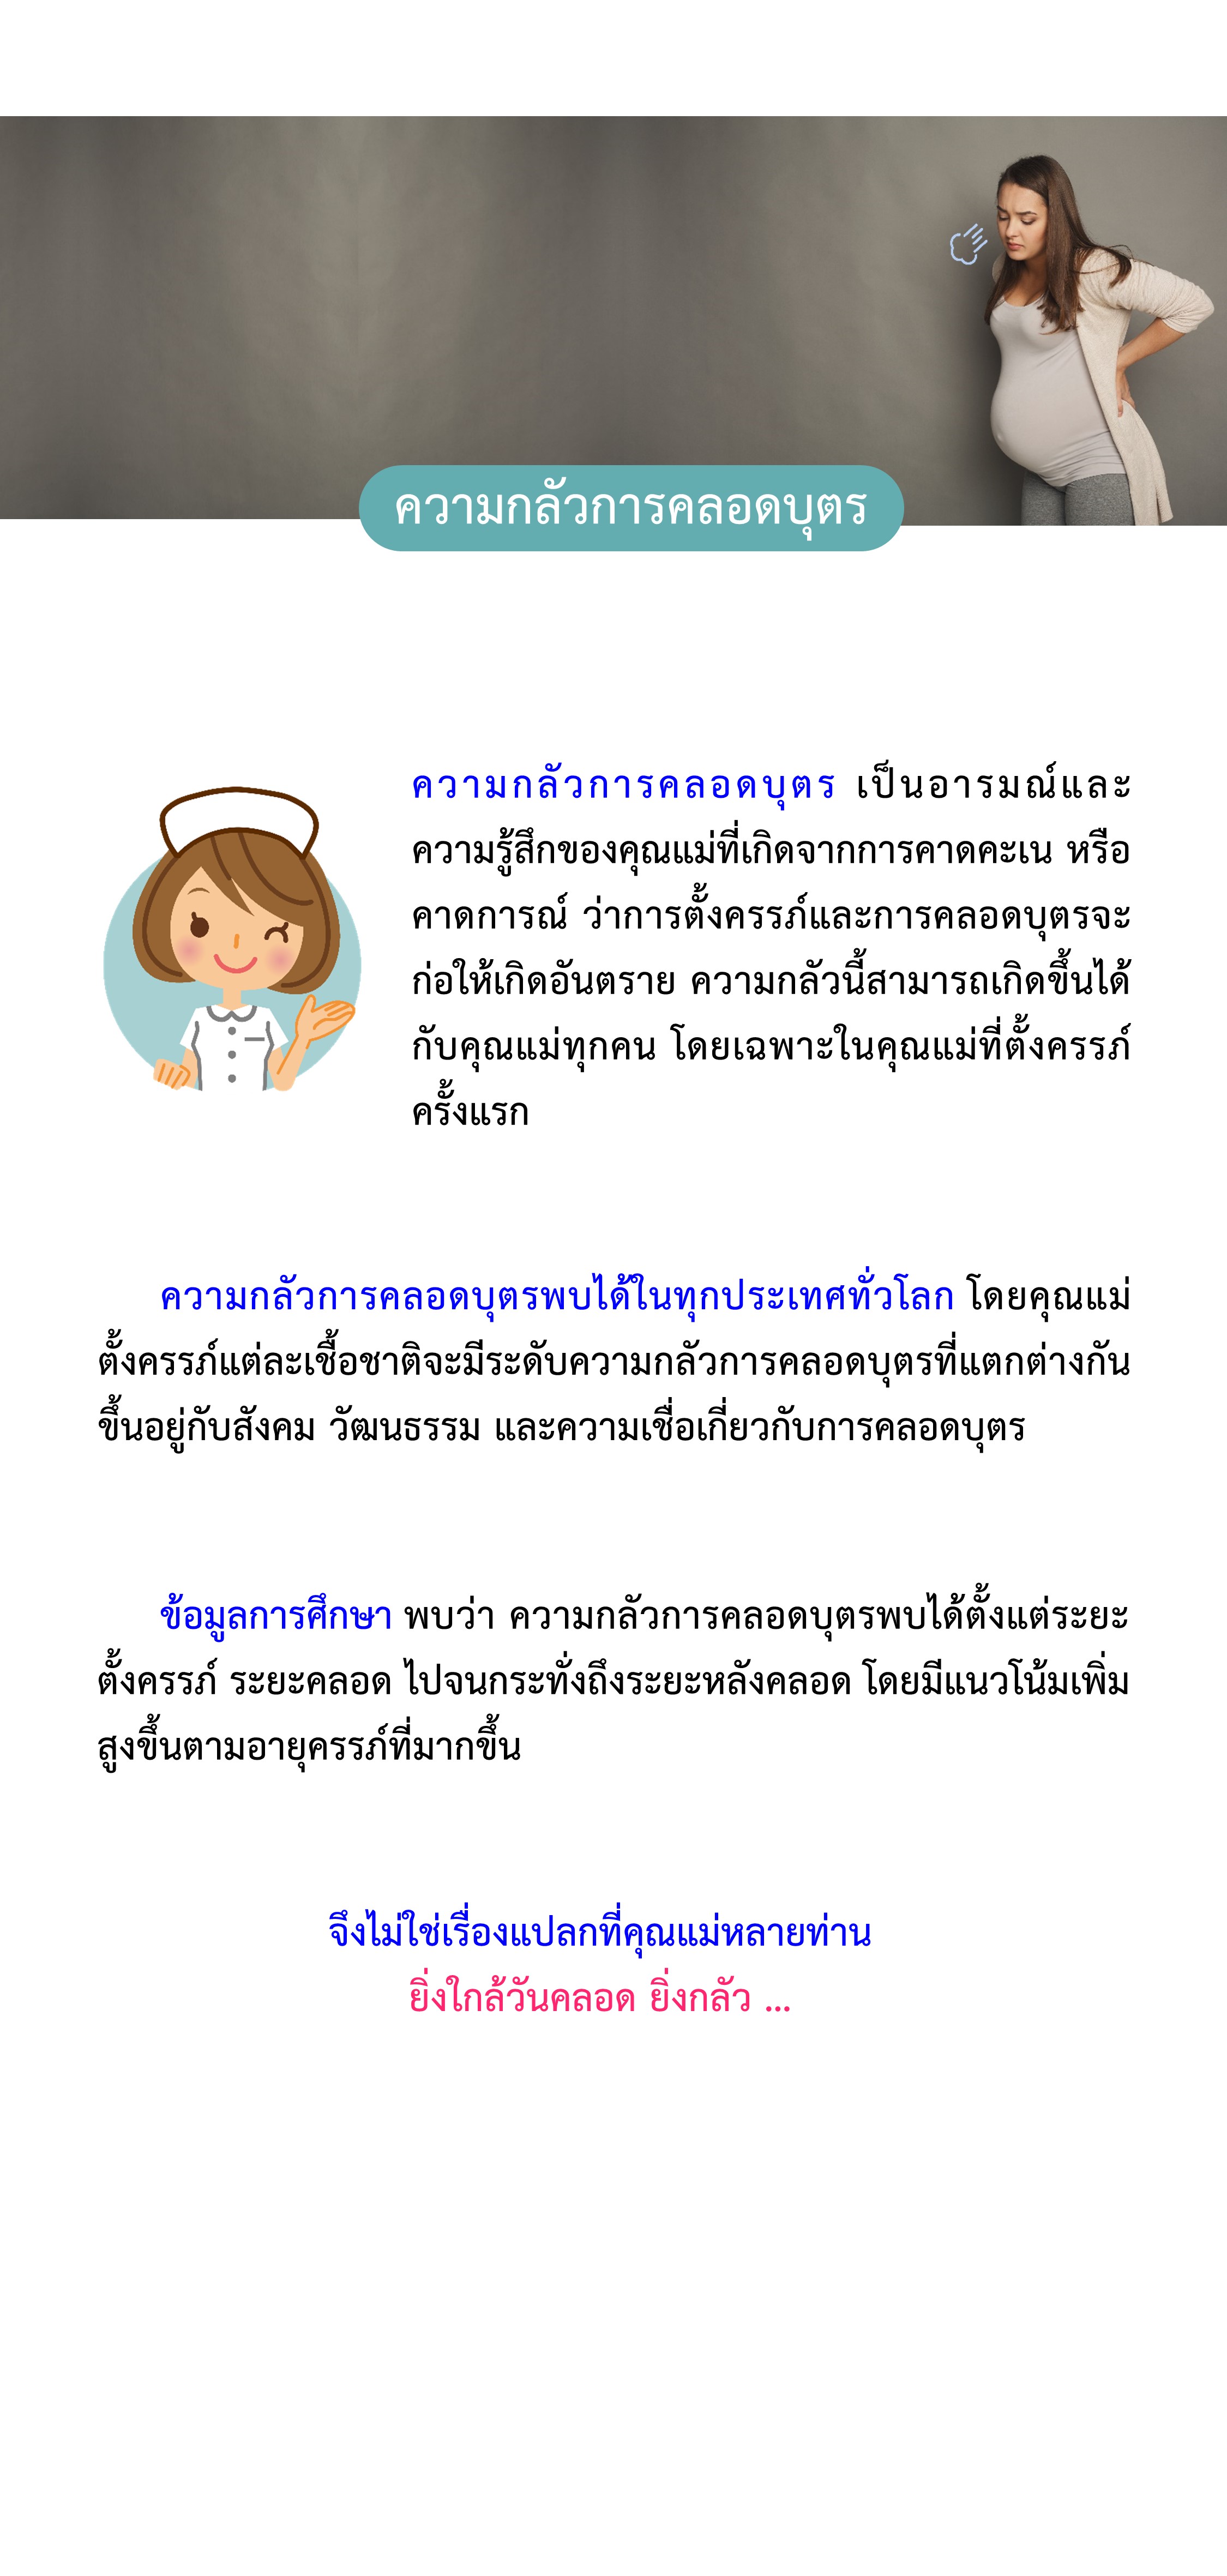 ความกลัวการคลอดบุตร
ความกลัวการคลอดบุตร เป็นอารมณ์และ
ความรู้สึกของคุณแม่ที่เกิดจากการคาดคะเน หรือ
คาดการณ์ ว่าการตั้งครรภ์และการคลอดบุตรจะ
ก่อให้เกิดอันตราย ความกลัวนี้สามารถเกิดขึ้นได้
กับคุณแม่ทุกคน โดยเฉพาะในคุณแม่ที่ตั้งครรภ์
ครั้งแรก
ความกลัวการคลอดบุตรพบได้ในทุกประเทศทั่วโลก โดยคุณแม่
ตั้งครรภ์แต่ละเชื้อชาติจะมีระดับความกลัวการคลอดบุตรที่แตกต่างกัน
ขึ้นอยู่กับสังคม วัฒนธรรม และความเชื่อเกี่ยวกับการคลอดบุตร
ข้อมูลการศึกษา พบว่า ความกลัวการคลอดบุตรพบได้ตั้งแต่ระยะ
ตั้งครรภ์ ระยะคลอด ไปจนกระทั่งถึงระยะหลังคลอด โดยมีแนวโน้มเพิ่ม
สูงขึ้นตามอายุครรภ์ที่มากขึ้น
จึงไม่ใช่เรื่องแปลกที่คุณแม่หลายท่าน
ยิ่งใกล้วันคลอด ยิ่งกลัว ...